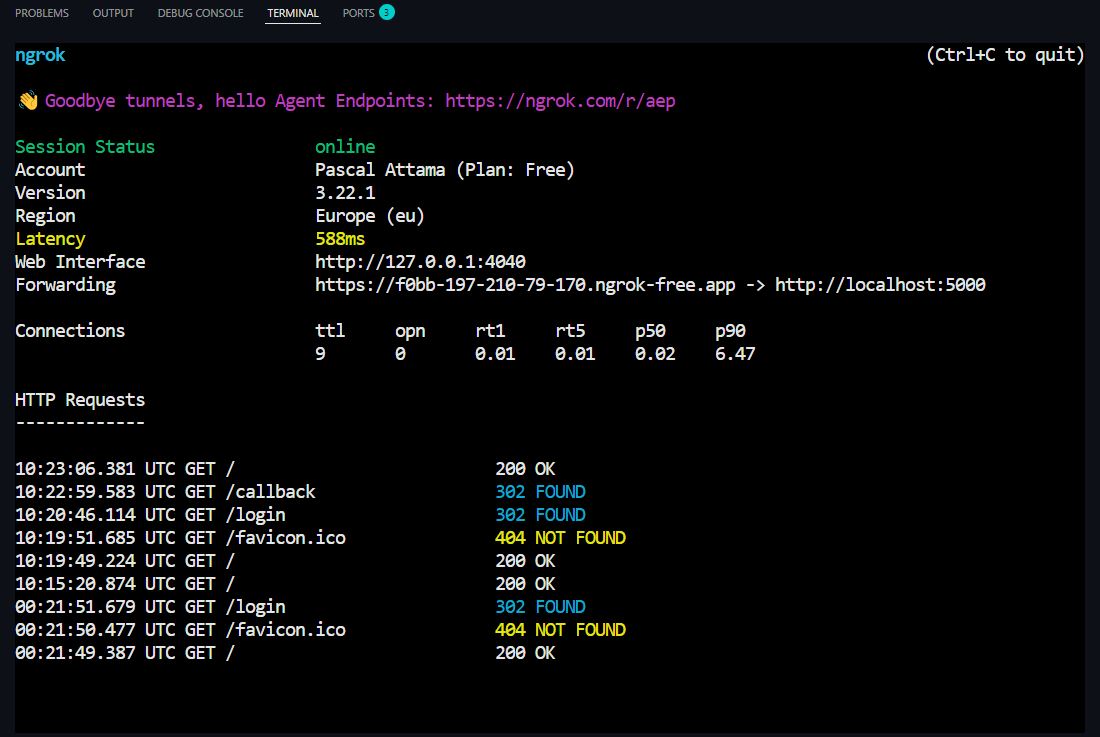 PROBLEMS OUTPUT DEBUG CONSOLE TERMINAL PORTS 3
ngrok (Ctrl+C to quit)
👋 Goodbye tunnels, hello Agent Endpoints: https://ngrok.com/r/aep
Session Status online
Account Pascal Attama (Plan: Free)
Version 3.22.1
Region Europe (eu)
Latency 588ms
Web Interface http://127.0.0.1:4040
Forwarding https://f0bb-197-210-79-170.ngrok-free.app -> http://localhost:5000
Connections ttl opn rt1 rt5 p50 p90
9 0 0.01 0.01 0.02 6.47
HTTP Requests
-------------
10:23:06.381 UTC GET / 200 OK
10:22:59.583 UTC GET /callback 302 FOUND
10:20:46.114 UTC GET /login 302 FOUND
10:19:51.685 UTC GET /favicon.ico 404 NOT FOUND
10:19:49.224 UTC GET / 200 OK
10:15:20.874 UTC GET / 200 OK
00:21:51.679 UTC GET /login 302 FOUND
00:21:50.477 UTC GET /favicon.ico 404 NOT FOUND
00:21:49.387 UTC GET / 200 OK